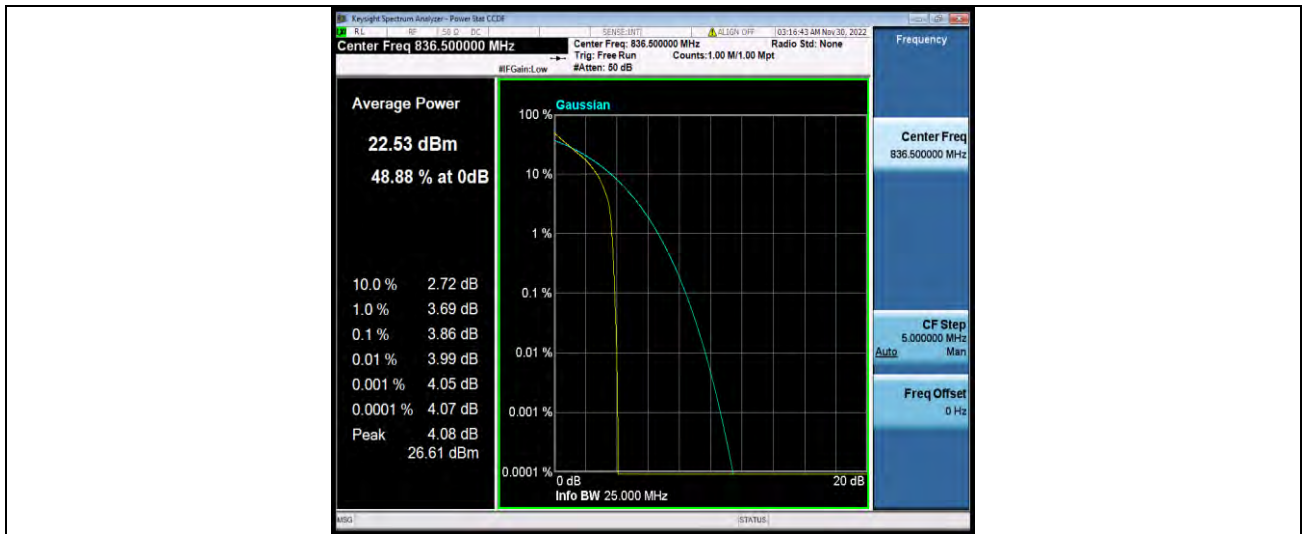 Keysight Spectrum Analyzer - Power Stat CCDF
RL RF 50 Ω DC SENSE:INT ALIGN OFF 03:16:43 AM Nov 30, 2022
Center Freq 836.500000 MHz
Center Freq: 836.500000 MHz Radio Std: None
Trig: Free Run Counts:1.00 M/1.00 Mpt
#IFGain:Low #Atten: 50 dB
Average Power
22.53 dBm
48.88 % at 0dB
10.0 % 2.72 dB
1.0 % 3.69 dB
0.1 % 3.86 dB
0.01 % 3.99 dB
0.001 % 4.05 dB
0.0001 % 4.07 dB
Peak 4.08 dB
26.61 dBm
Gaussian
100 %
10 %
1 %
0.1 %
0.01 %
0.001 %
0.0001 %
0 dB 20 dB
Info BW 25.000 MHz
Frequency
Center Freq
836.500000 MHz
CF Step
5.000000 MHz
Auto Man
Freq Offset
0 Hz
MSG STATUS